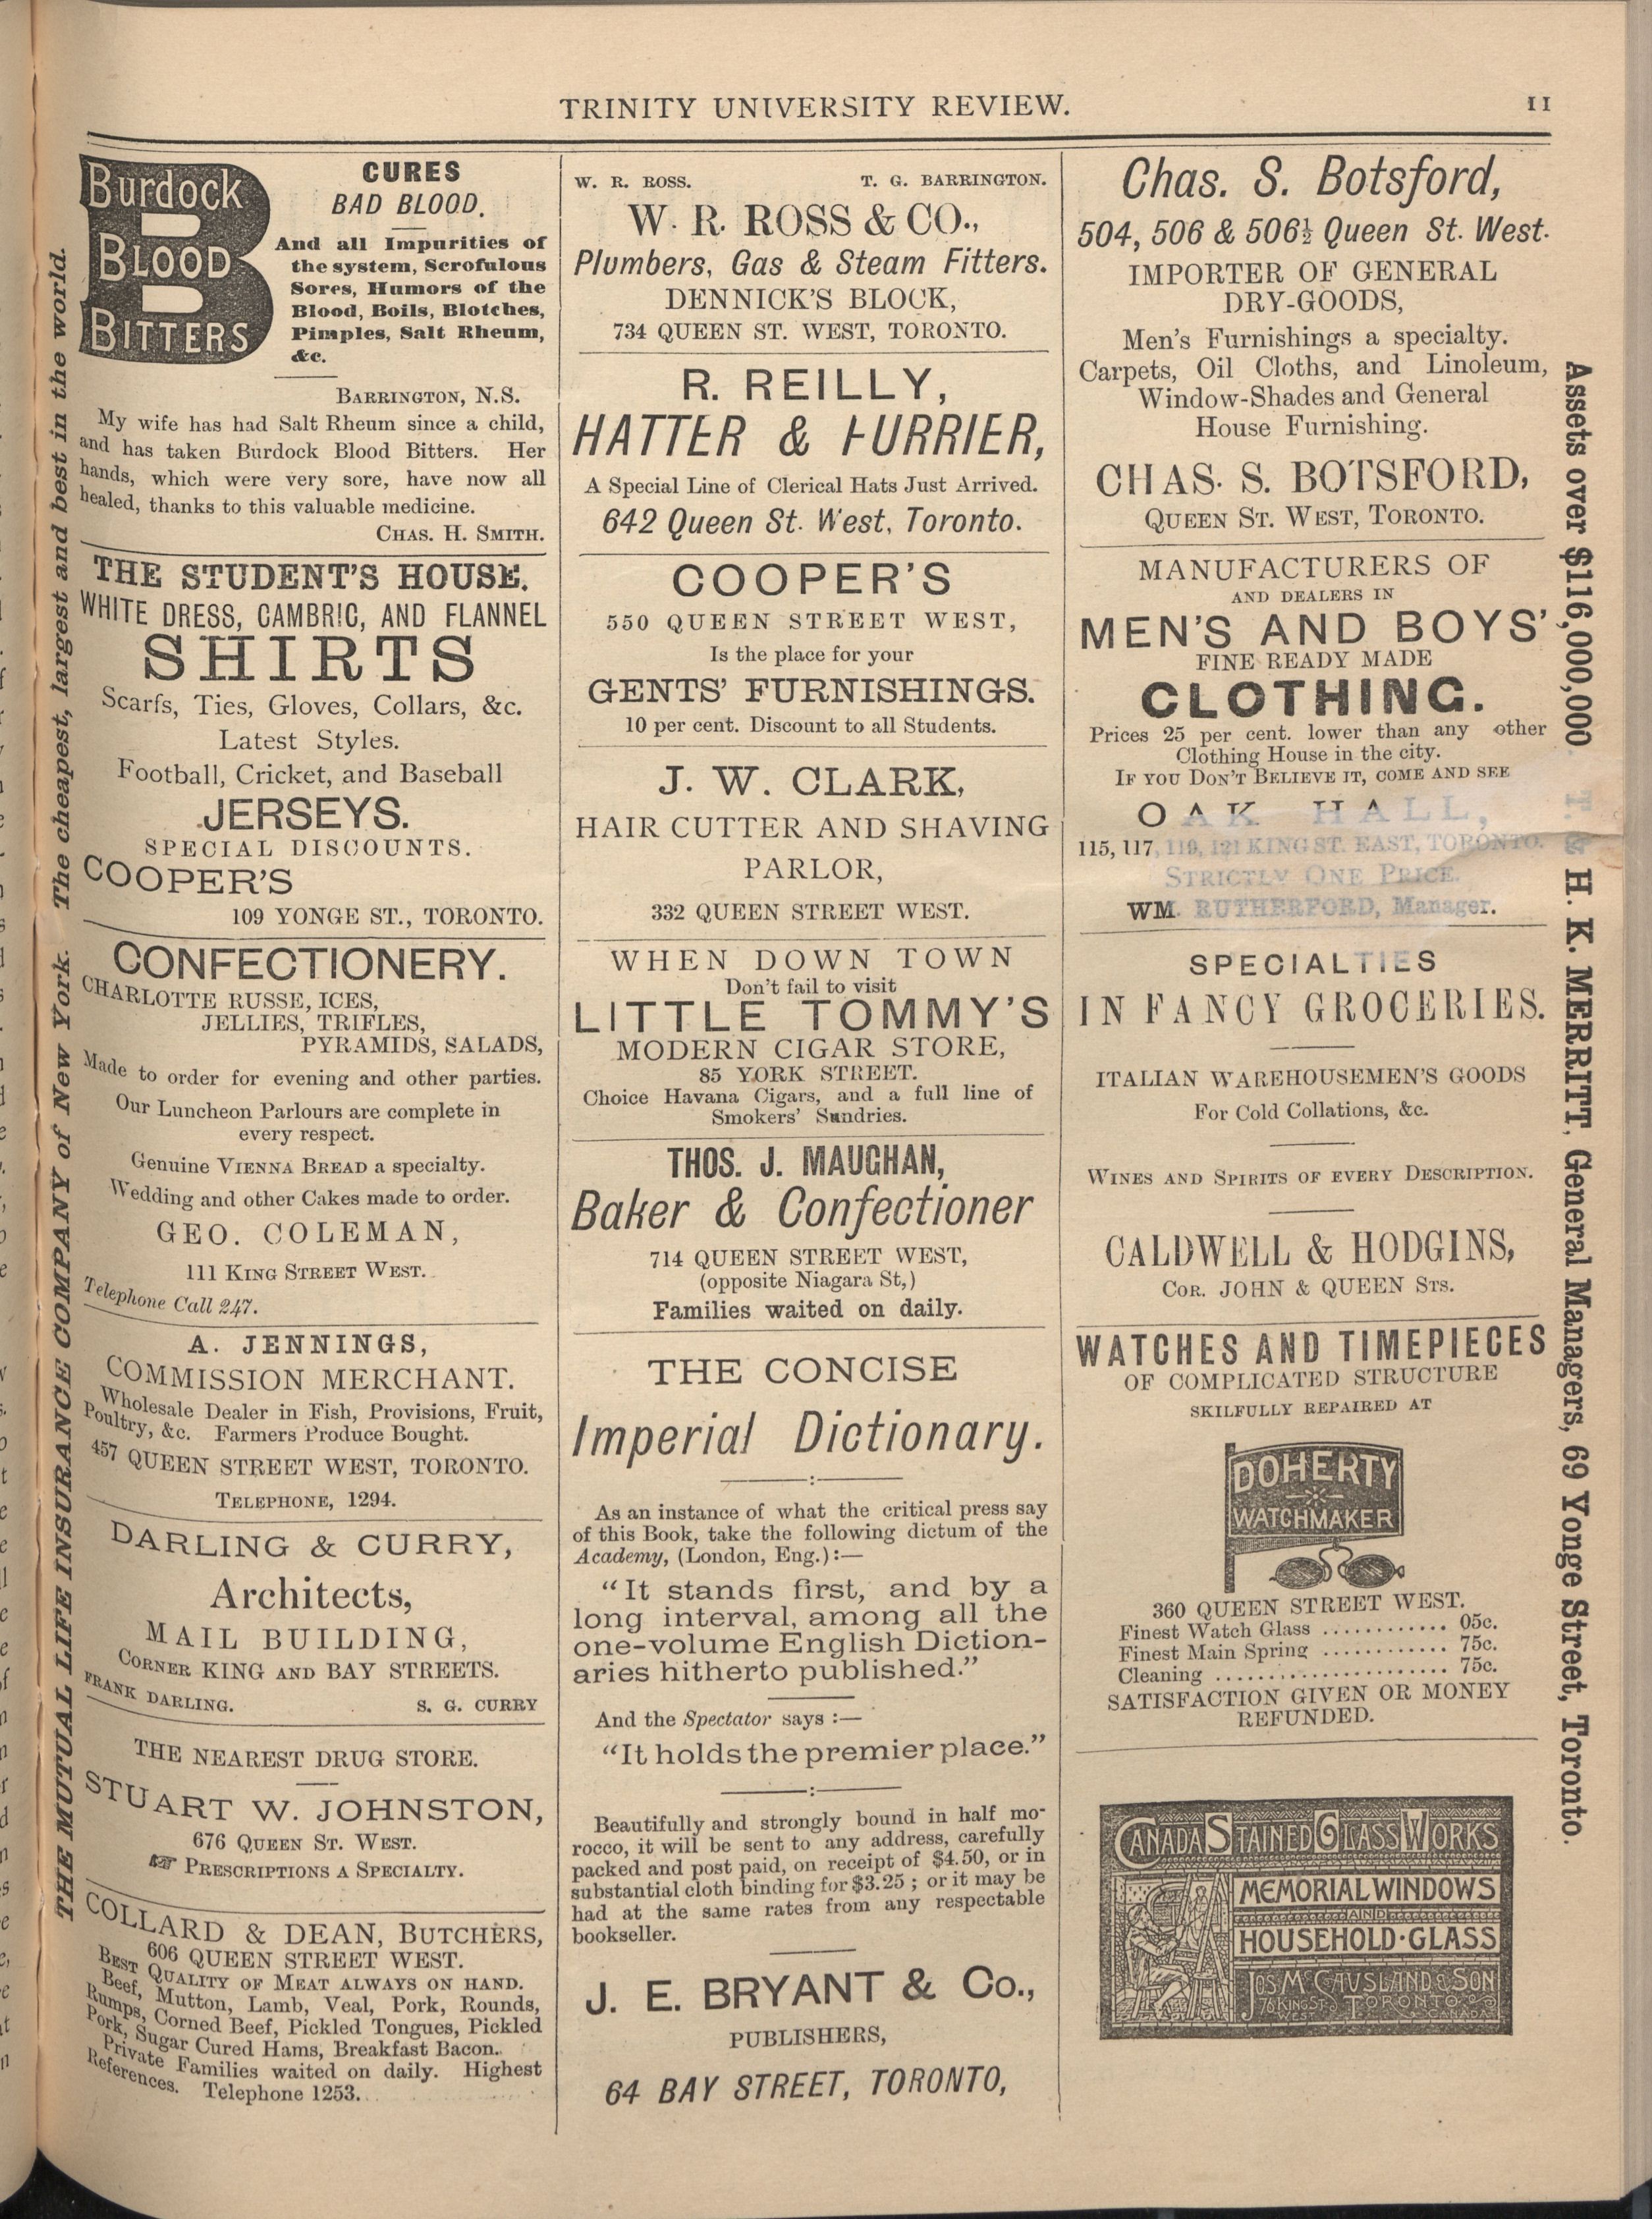 TRINITY UNIVERSITY REVIEW.
11
THE MUTUAL LIFE INSURANCE COMPANY of New York. The cheapest, largest and best in the world.
Burdock
BLOOD
BITTERS
CURES
BAD BLOOD.
And all Impurities of
the system, Scrofulous
Sores, Humors of the
Blood, Boils, Blotches,
Pimples, Salt Rheum,
&c.
BARRINGTON, N.S.
My wife has had Salt Rheum since a child,
and has taken Burdock Blood Bitters. Her
hands, which were very sore, have now all
healed, thanks to this valuable medicine.
CHAS. H. SMITH.
THE STUDENT'S HOUSE.
WHITE DRESS, CAMBRIC, AND FLANNEL
SHIRTS
Scarfs, Ties, Gloves, Collars, &c.
Latest Styles.
Football, Cricket, and Baseball
JERSEYS.
SPECIAL DISCOUNTS.
COOPER'S
109 YONGE ST., TORONTO.
CONFECTIONERY.
CHARLOTTE RUSSE, ICES,
JELLIES, TRIFLES,
PYRAMIDS, SALADS,
Made to order for evening and other parties.
Our Luncheon Parlours are complete in
every respect.
Genuine VIENNA BREAD a specialty.
Wedding and other Cakes made to order.
GEO. COLEMAN,
111 KING STREET WEST.
Telephone Call 247.
A. JENNINGS,
COMMISSION MERCHANT.
Wholesale Dealer in Fish, Provisions, Fruit,
Poultry, &c. Farmers Produce Bought.
457 QUEEN STREET WEST, TORONTO.
TELEPHONE, 1294.
DARLING & CURRY,
Architects,
MAIL BUILDING,
CORNER KING AND BAY STREETS.
FRANK DARLING. S. G. CURRY
THE NEAREST DRUG STORE.
STUART W. JOHNSTON,
676 QUEEN ST. WEST.
☞ PRESCRIPTIONS A SPECIALTY.
COLLARD & DEAN, BUTCHERS,
606 QUEEN STREET WEST.
BEST QUALITY OF MEAT ALWAYS ON HAND.
Beef, Mutton, Lamb, Veal, Pork, Rounds,
Rumps, Corned Beef, Pickled Tongues, Pickled
Pork, Sugar Cured Hams, Breakfast Bacon.
Private Families waited on daily. Highest
References. Telephone 1253.
W. R. ROSS. T. G. BARRINGTON.
W. R. ROSS & CO.,
Plumbers, Gas & Steam Fitters.
DENNICK'S BLOCK,
734 QUEEN ST. WEST, TORONTO.
R. REILLY,
HATTER & FURRIER,
A Special Line of Clerical Hats Just Arrived.
642 Queen St. West, Toronto.
COOPER'S
550 QUEEN STREET WEST,
Is the place for your
GENTS' FURNISHINGS.
10 per cent. Discount to all Students.
J. W. CLARK,
HAIR CUTTER AND SHAVING
PARLOR,
332 QUEEN STREET WEST.
WHEN DOWN TOWN
Don't fail to visit
LITTLE TOMMY'S
MODERN CIGAR STORE,
85 YORK STREET.
Choice Havana Cigars, and a full line of
Smokers' Sundries.
THOS. J. MAUGHAN,
Baker & Confectioner
714 QUEEN STREET WEST,
(opposite Niagara St,)
Families waited on daily.
THE CONCISE
Imperial Dictionary.
As an instance of what the critical press say
of this Book, take the following dictum of the
Academy, (London, Eng.):—
"It stands first, and by a
long interval, among all the
one-volume English Diction-
aries hitherto published."
And the Spectator says :—
"It holds the premier place."
Beautifully and strongly bound in half mo-
rocco, it will be sent to any address, carefully
packed and post paid, on receipt of $4.50, or in
substantial cloth binding for $3.25 ; or it may be
had at the same rates from any respectable
bookseller.
J. E. BRYANT & Co.,
PUBLISHERS,
64 BAY STREET, TORONTO,
Chas. S. Botsford,
504, 506 & 506½ Queen St. West.
IMPORTER OF GENERAL
DRY-GOODS,
Men's Furnishings a specialty.
Carpets, Oil Cloths, and Linoleum,
Window-Shades and General
House Furnishing.
CHAS. S. BOTSFORD,
QUEEN ST. WEST, TORONTO.
MANUFACTURERS OF
AND DEALERS IN
MEN'S AND BOYS'
FINE READY MADE
CLOTHING.
Prices 25 per cent. lower than any other
Clothing House in the city.
IF YOU DON'T BELIEVE IT, COME AND SEE
OAK HALL,
115, 117, 119, 121 KING ST. EAST, TORONTO.
STRICTLY ONE PRICE.
WM. RUTHERFORD, Manager.
SPECIALTIES
IN FANCY GROCERIES.
ITALIAN WAREHOUSEMEN'S GOODS
For Cold Collations, &c.
WINES AND SPIRITS OF EVERY DESCRIPTION.
CALDWELL & HODGINS,
COR. JOHN & QUEEN STS.
WATCHES AND TIMEPIECES
OF COMPLICATED STRUCTURE
SKILFULLY REPAIRED AT
DOHERTY
WATCHMAKER
360 QUEEN STREET WEST.
Finest Watch Glass ............ 05c.
Finest Main Spring ............ 75c.
Cleaning ...................... 75c.
SATISFACTION GIVEN OR MONEY
REFUNDED.
CANADA STAINED GLASS WORKS
MEMORIAL WINDOWS
AND
HOUSEHOLD·GLASS
JOS. McCAUSLAND & SON
76 KING ST WEST TORONTO CANADA
Assets over $116,000,000 T. & H. K. MERRITT, General Managers, 69 Yonge Street, Toronto.